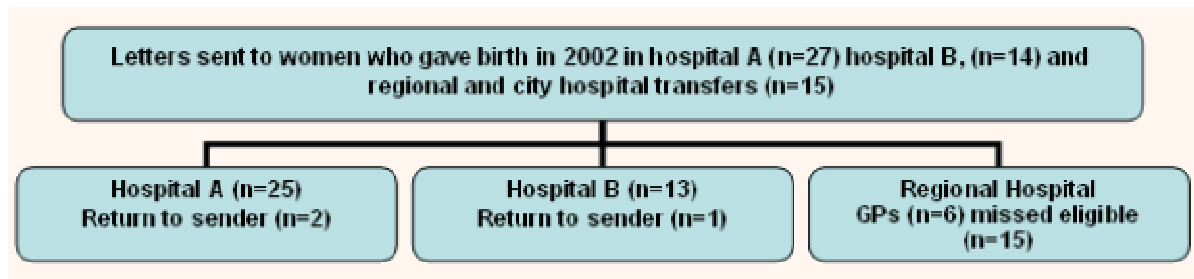 Letters sent to women who gave birth in 2002 in hospital A (n=27) hospital B, (n=14) and
regional and city hospital transfers (n=15)
Hospital A (n=25)
Return to sender (n=2)
Hospital B (n=13)
Return to sender (n=1)
Regional Hospital
GPs (n=6) missed eligible
(n=15)